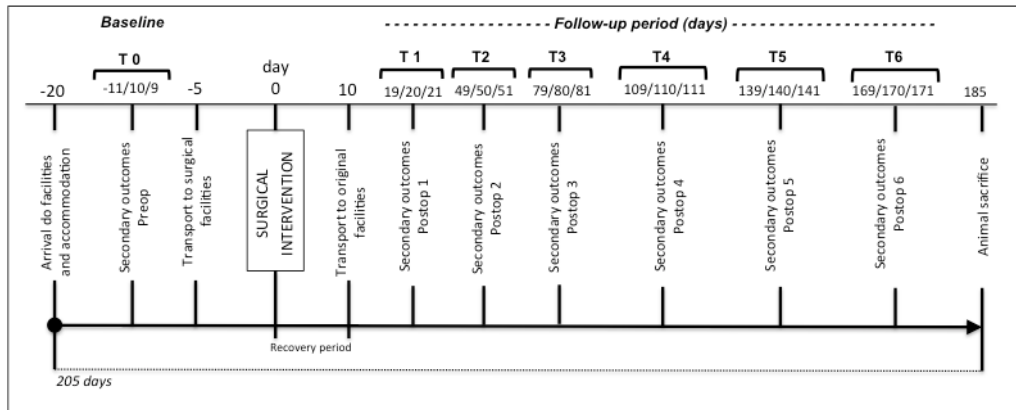 Baseline
Follow-up period (days)
T 0
day
T 1
T2
T3
T4
T5
T6
-20
-11/10/9
-5
0
10
19/20/21
49/50/51
79/80/81
109/110/111
139/140/141
169/170/171
185
Arrival do facilities
and accommodation
Secondary outcomes
Preop
Transport to surgical
facilities
SURGICAL
INTERVENTION
Transport to original
facilities
Secondary outcomes
Postop 1
Secondary outcomes
Postop 2
Secondary outcomes
Postop 3
Secondary outcomes
Postop 4
Secondary outcomes
Postop 5
Secondary outcomes
Postop 6
Animal sacrifice
Recovery period
205 days